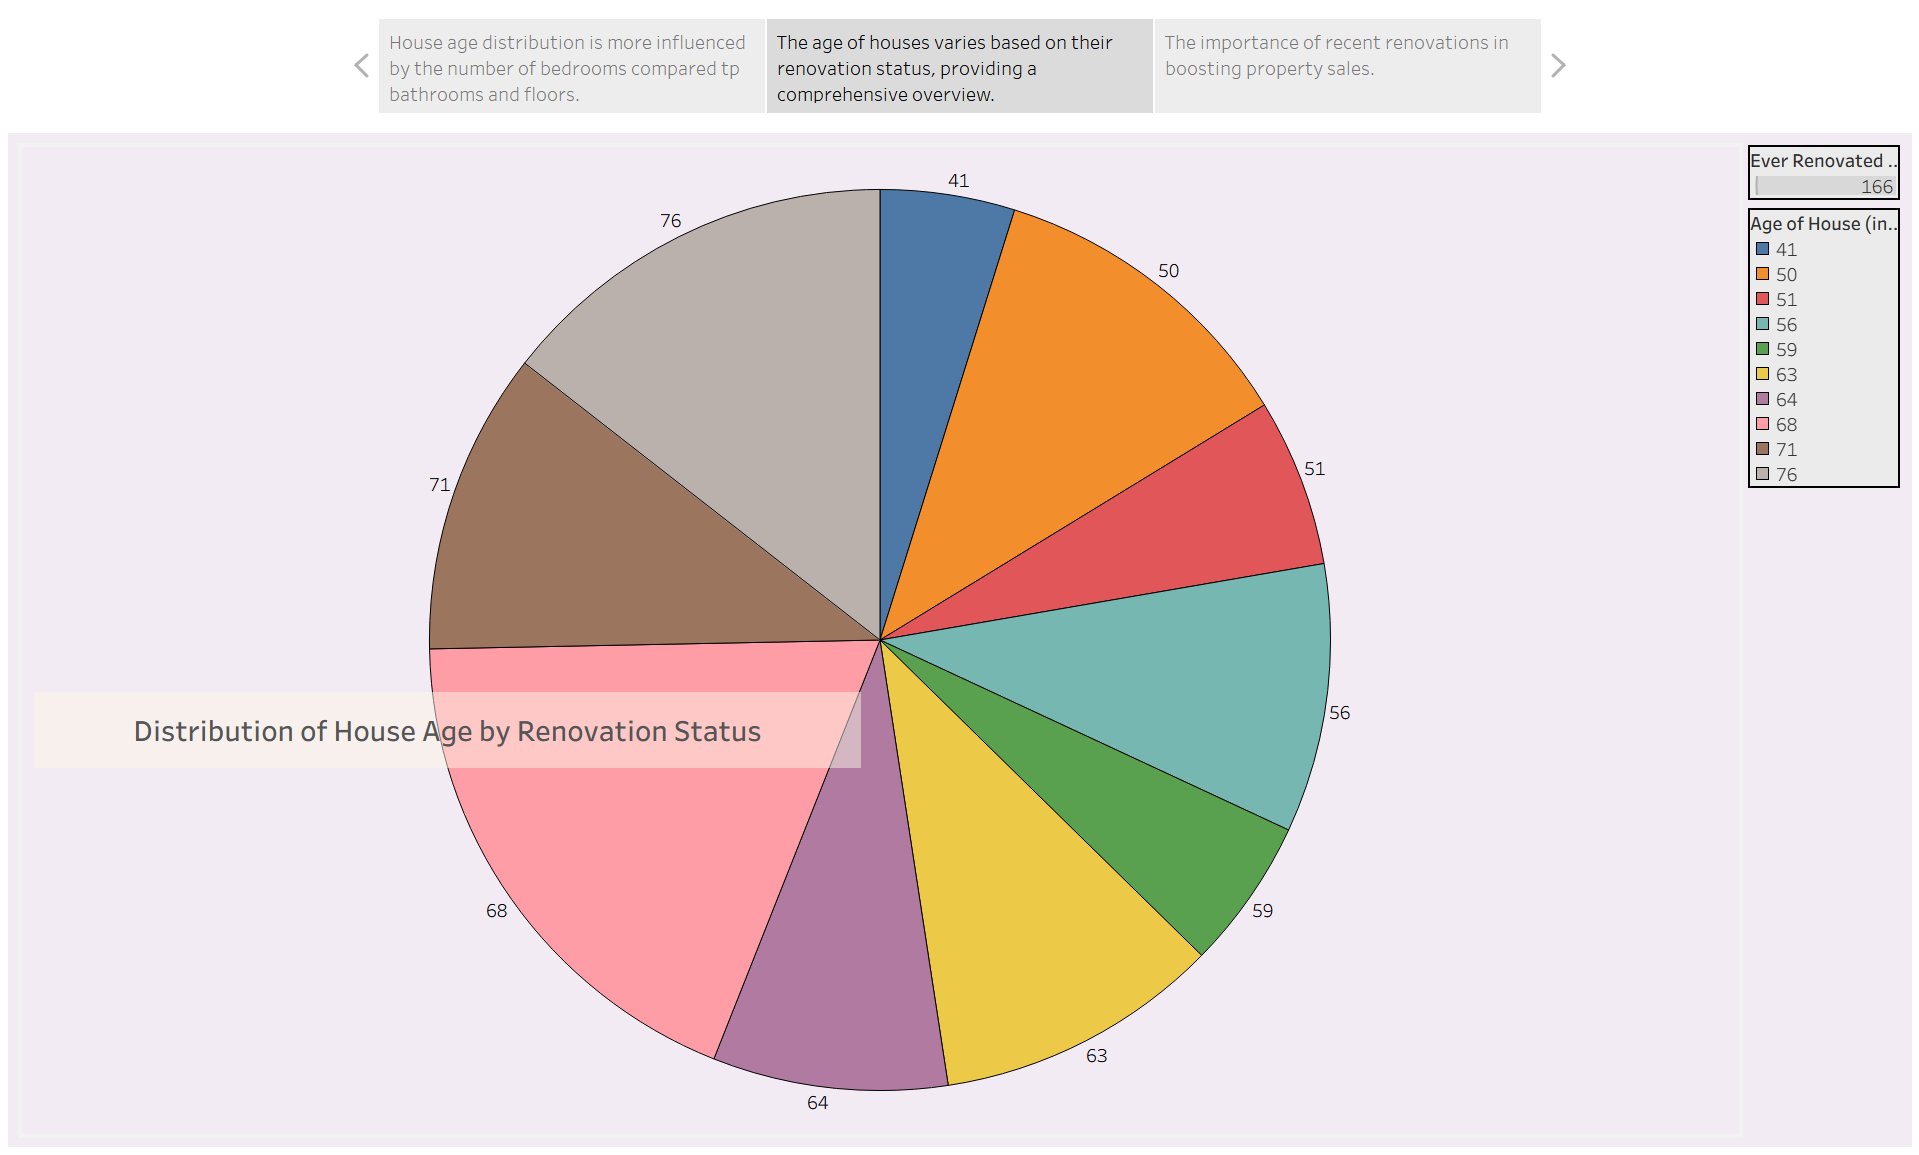 House age distribution is more influenced
by the number of bedrooms compared tp
bathrooms and floors.
The age of houses varies based on their
renovation status, providing a
comprehensive overview.
The importance of recent renovations in
boosting property sales.
Ever Renovated ..
166
Age of House (in..
41
50
51
56
59
63
64
68
71
76
41
76
50
51
71
56
Distribution of House Age by Renovation Status
68
59
63
64